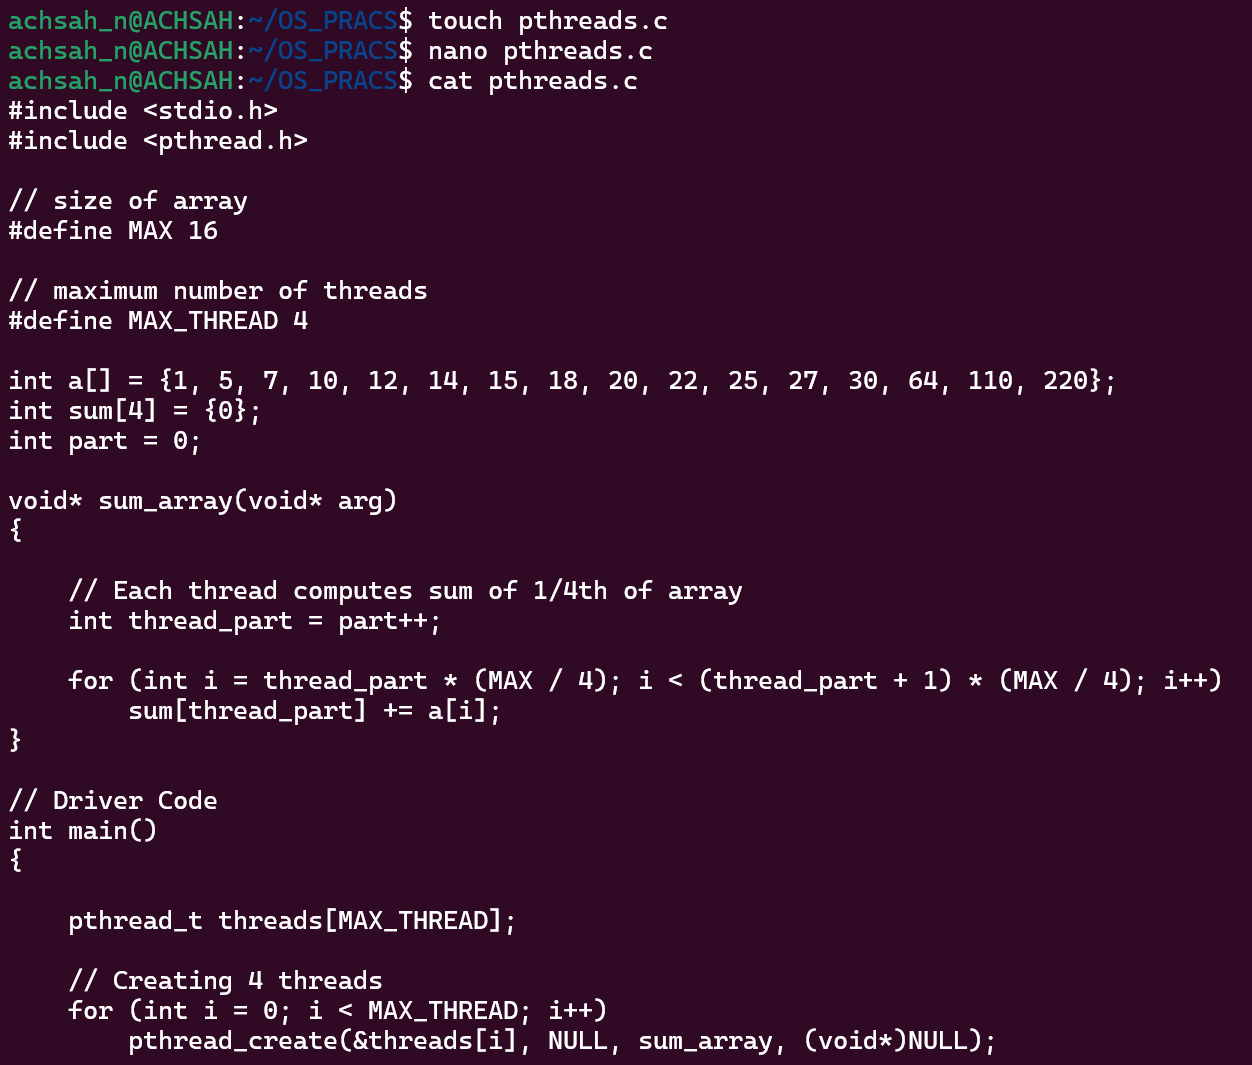 achsah_n@ACHSAH:~/OS_PRACS$ touch pthreads.c
achsah_n@ACHSAH:~/OS_PRACS$ nano pthreads.c
achsah_n@ACHSAH:~/OS_PRACS$ cat pthreads.c
#include <stdio.h>
#include <pthread.h>

// size of array
#define MAX 16

// maximum number of threads
#define MAX_THREAD 4

int a[] = {1, 5, 7, 10, 12, 14, 15, 18, 20, 22, 25, 27, 30, 64, 110, 220};
int sum[4] = {0};
int part = 0;

void* sum_array(void* arg)
{

    // Each thread computes sum of 1/4th of array
    int thread_part = part++;

    for (int i = thread_part * (MAX / 4); i < (thread_part + 1) * (MAX / 4); i++)
        sum[thread_part] += a[i];
}

// Driver Code
int main()
{

    pthread_t threads[MAX_THREAD];

    // Creating 4 threads
    for (int i = 0; i < MAX_THREAD; i++)
        pthread_create(&threads[i], NULL, sum_array, (void*)NULL);